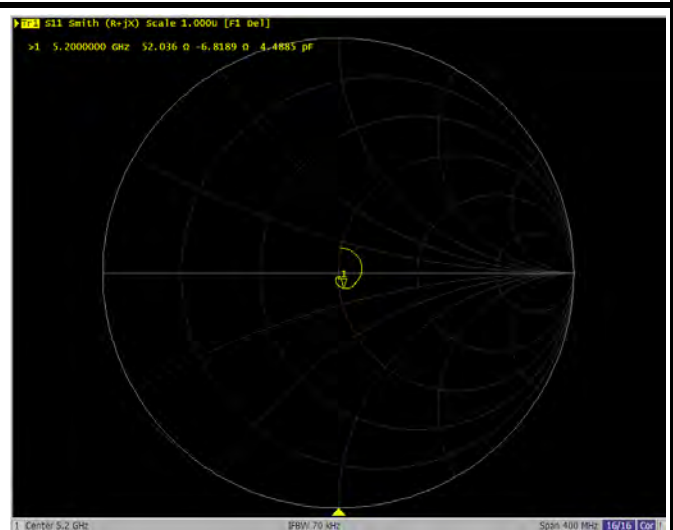 Tr1 S11 Smith (R+jX) Scale 1.000U [F1 Del]
>1 5.2000000 GHz 52.036 Ω -6.8189 Ω 4.4885 pF
1
1 Center 5.2 GHz IFBW 70 kHz Span 400 MHz 16/16 Cor !